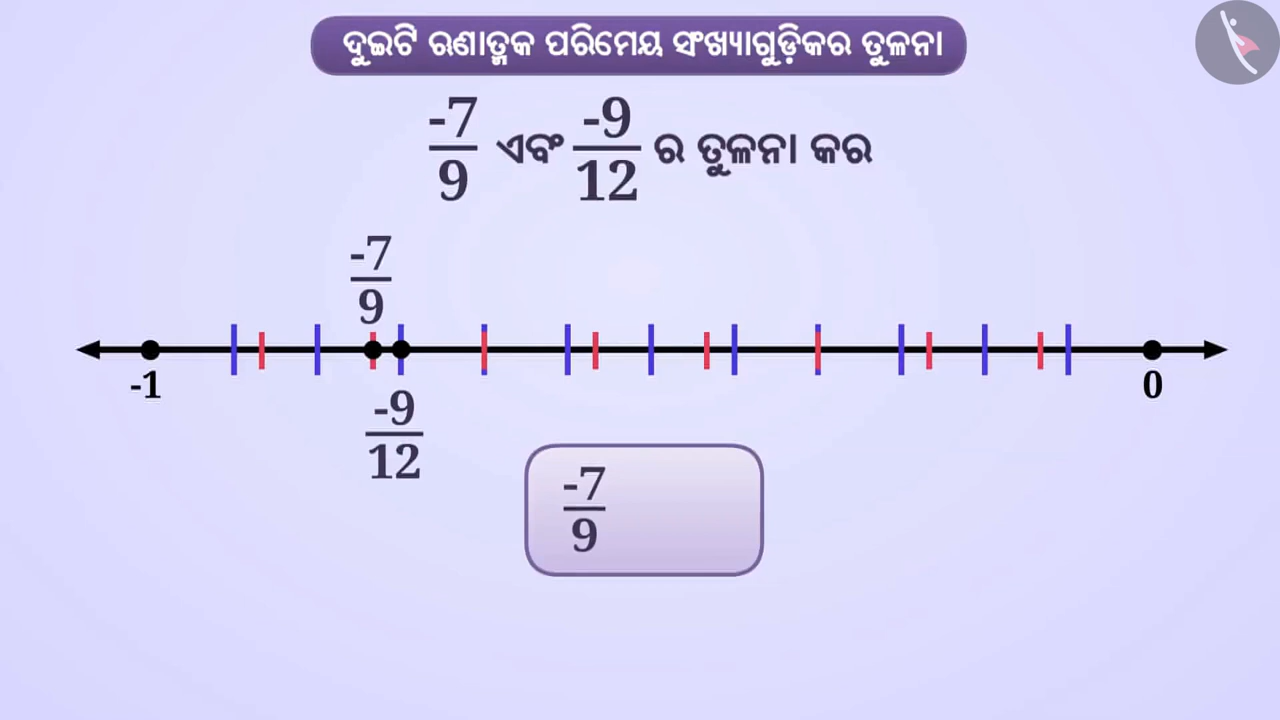 ଦୁଇଟି ଋଣାତ୍ମକ ପରିମେୟ ସଂଖ୍ୟାଗୁଡ଼ିକର ତୁଳନା
-7/9 ଏବଂ -9/12 ର ତୁଳନା କର
-7/9
-1 0
-9/12
-7/9